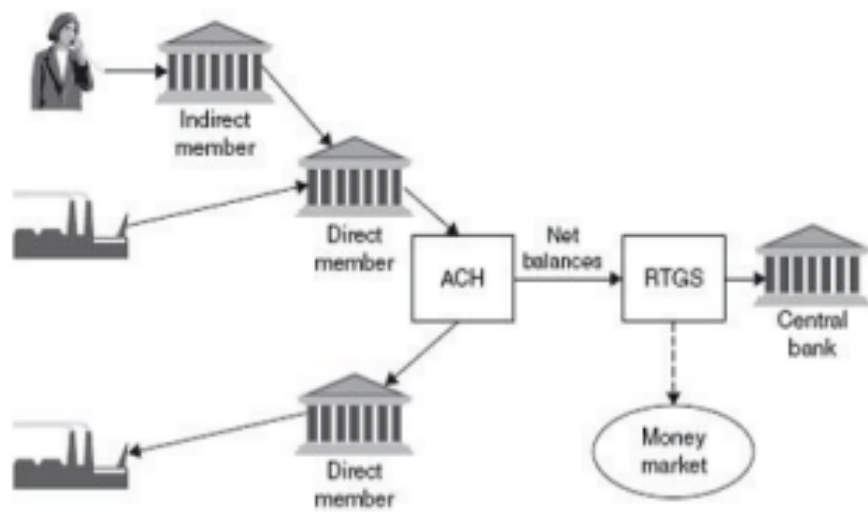 Indirect
member
Direct
member
ACH
Net
balances
RTGS
Central
bank
Direct
member
Money
market